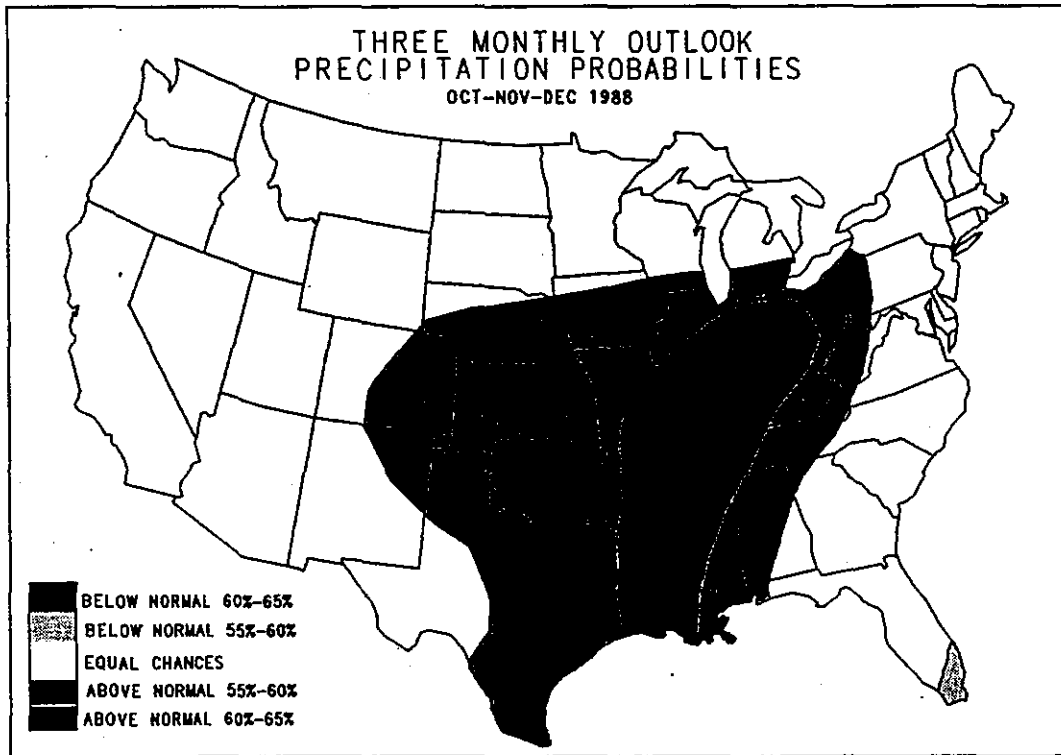 THREE MONTHLY OUTLOOK
PRECIPITATION PROBABILITIES
OCT-NOV-DEC 1988
BELOW NORMAL 60%-65%
BELOW NORMAL 55%-60%
EQUAL CHANCES
ABOVE NORMAL 55%-60%
ABOVE NORMAL 60%-65%